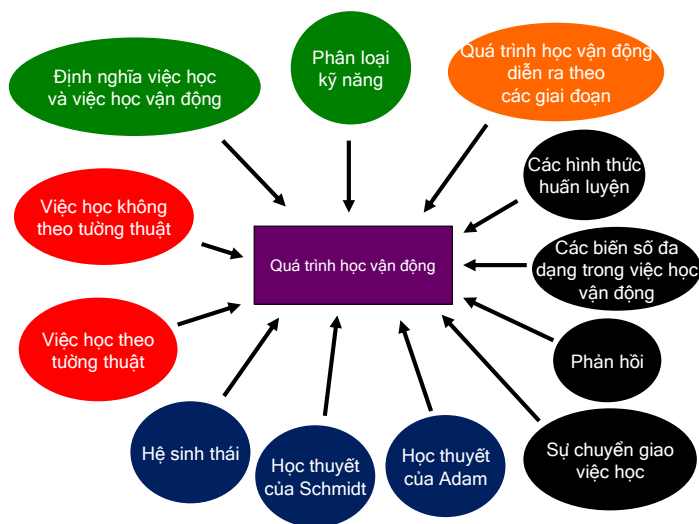 Định nghĩa việc học
và việc học vận động
Phân loại
kỹ năng
Quá trình học vận động
diễn ra theo
các giai đoạn
Các hình thức
huấn luyện
Việc học không
theo tường thuật
Quá trình học vận động
Các biến số đa
dạng trong việc học
vận động
Việc học theo
tường thuật
Phản hồi
Hệ sinh thái
Học thuyết
của Schmidt
Học thuyết
của Adam
Sự chuyển giao
việc học